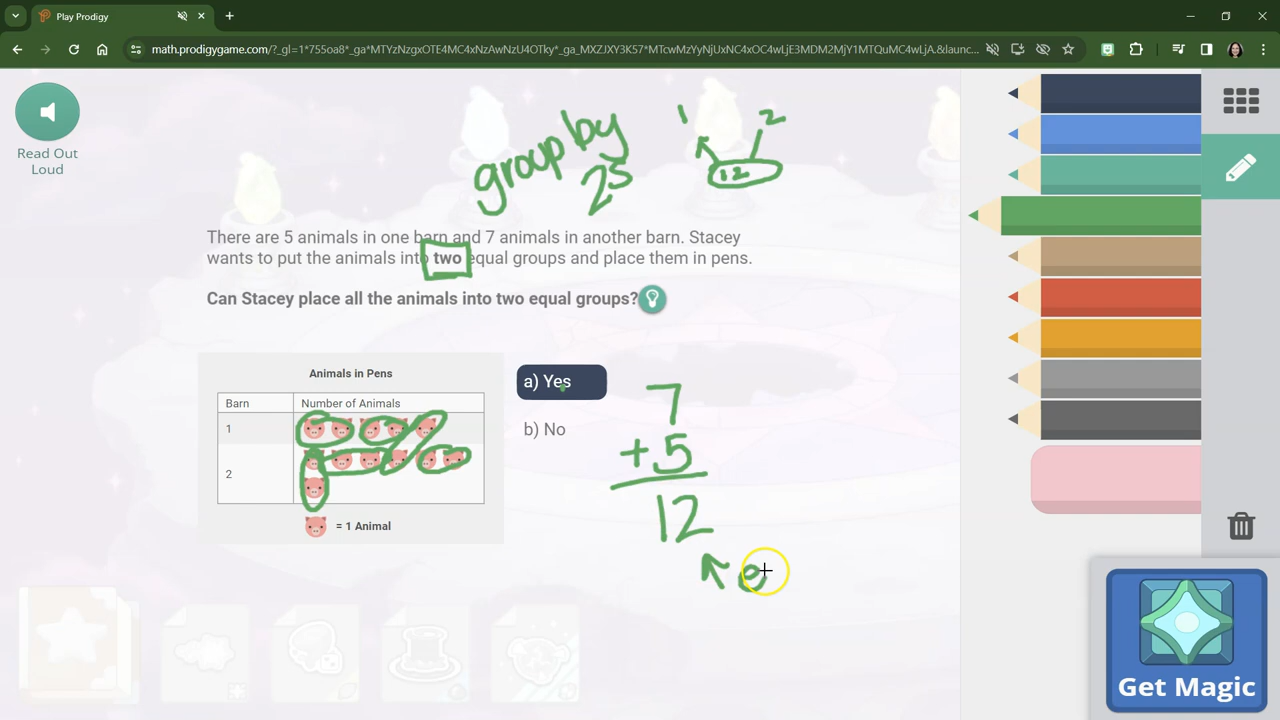 Play Prodigy
math.prodigygame.com/?_gl=1*755oa8*_ga*MTYzNzgxOTE4MC4xNzAwNzU4OTky*_ga_MXZJXY3K57*MTcwMzYyNjUxNC4xOC4wLjE3MDM2MjY1MTQuMC4wLjA.&launc...
Read Out
Loud
group by
2s
1 2
12
There are 5 animals in one barn and 7 animals in another barn. Stacey
wants to put the animals into two equal groups and place them in pens.
Can Stacey place all the animals into two equal groups?
Animals in Pens
Barn Number of Animals
1
2
= 1 Animal
a) Yes
b) No
7
+5
12
e
Get Magic